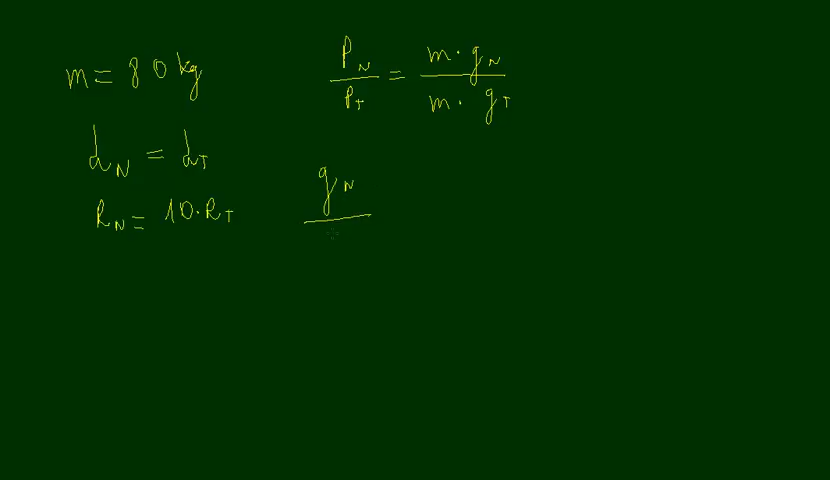 m = 80 kg
P_N / P_T = m · g_N / m · g_T
d_N = d_T
R_N = 10 · R_T
g_N